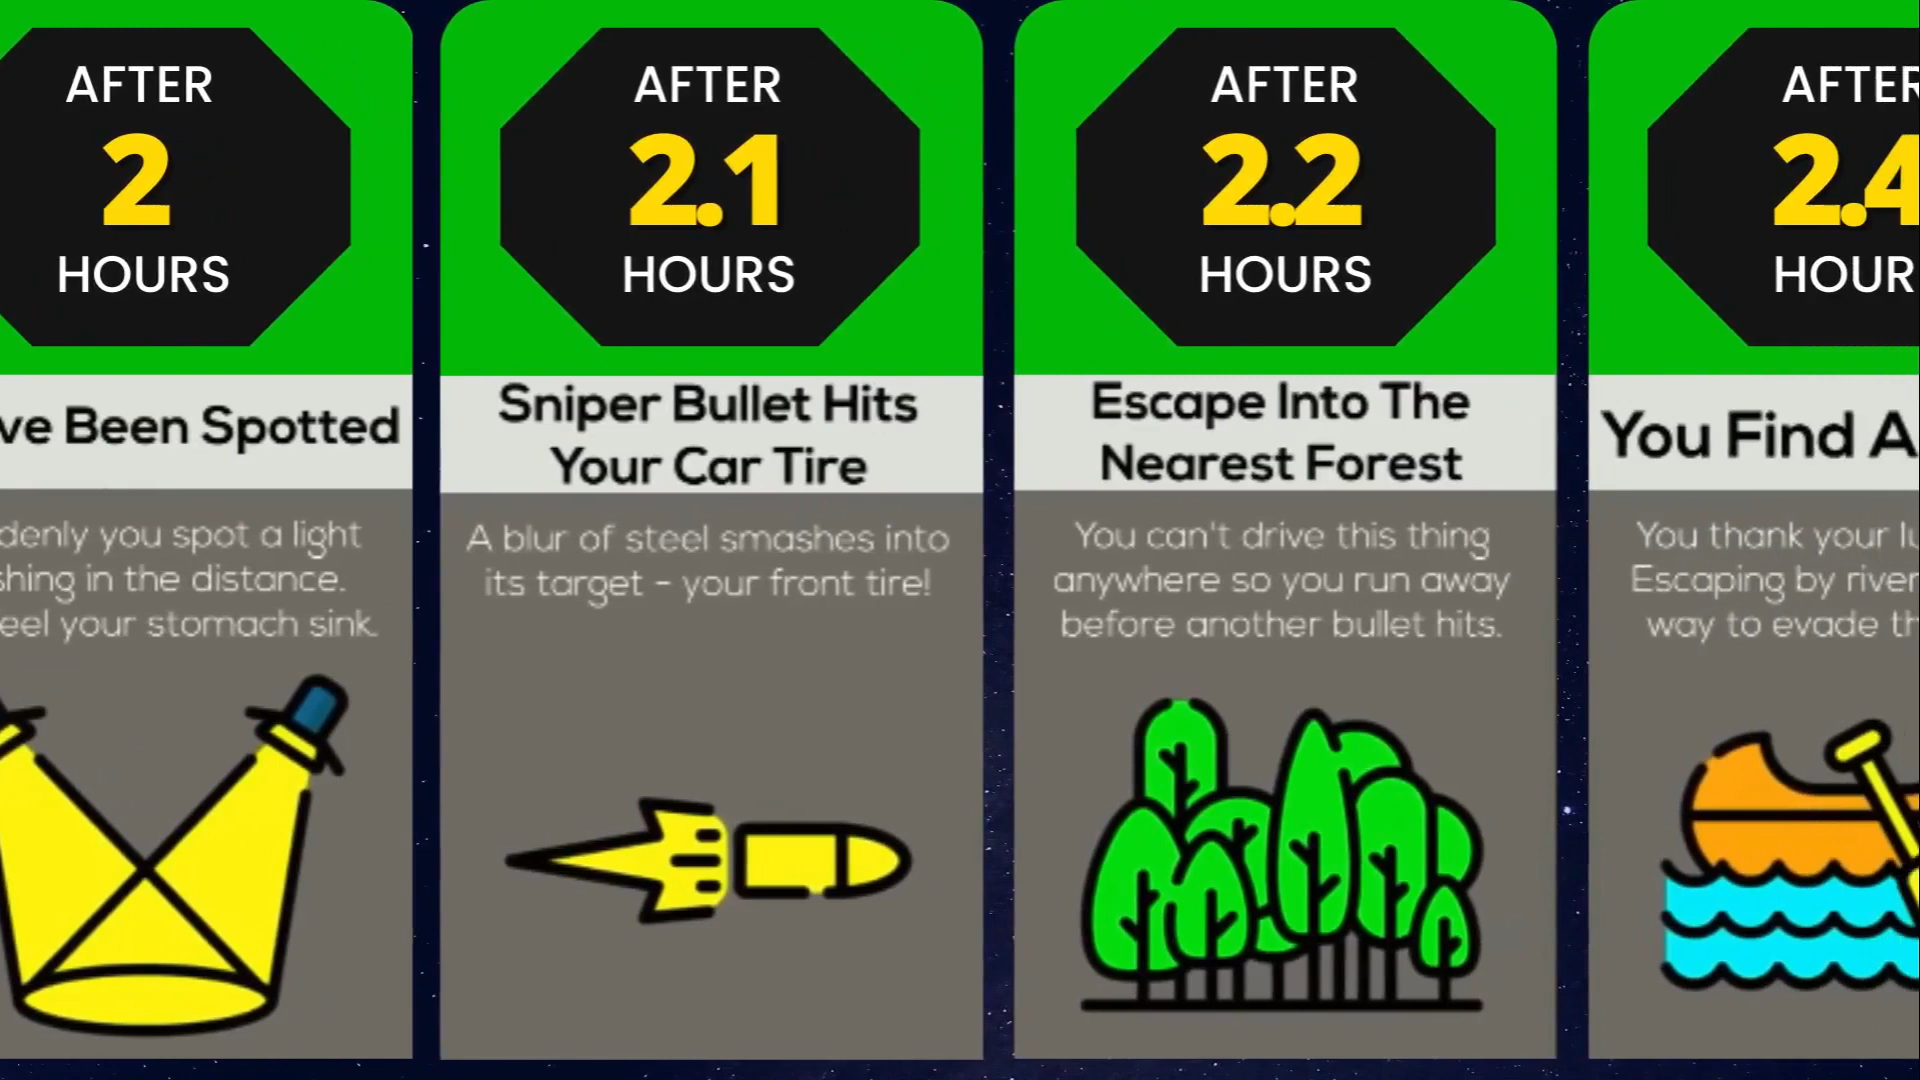 AFTER
2
HOURS
ve Been Spotted
denly you spot a light
shing in the distance.
eel your stomach sink.
AFTER
2.1
HOURS
Sniper Bullet Hits
Your Car Tire
A blur of steel smashes into
its target - your front tire!
AFTER
2.2
HOURS
Escape Into The
Nearest Forest
You can't drive this thing
anywhere so you run away
before another bullet hits.
AFTER
2.4
HOUR
You Find A
You thank your lu
Escaping by river
way to evade th